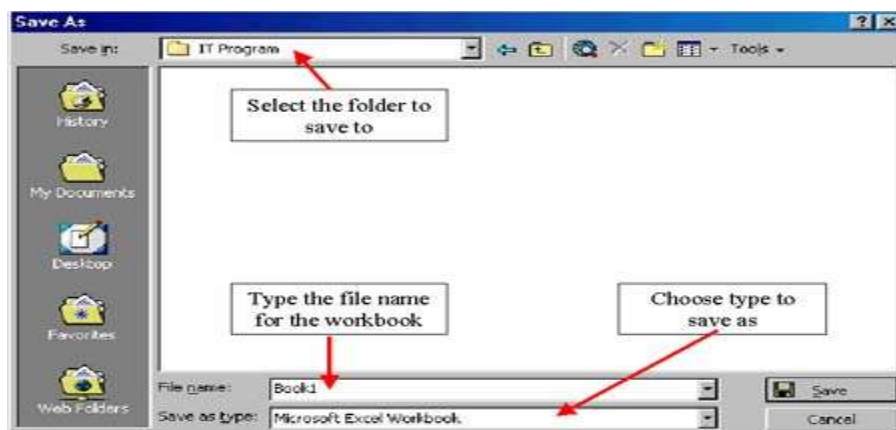 Save As
Save in: IT Program Tools
Select the folder to
save to
History
My Documents
Desktop
Favorites
Web Folders
Type the file name
for the workbook
Choose type to
save as
File name: Book1 Save
Save as type: Microsoft Excel Workbook Cancel